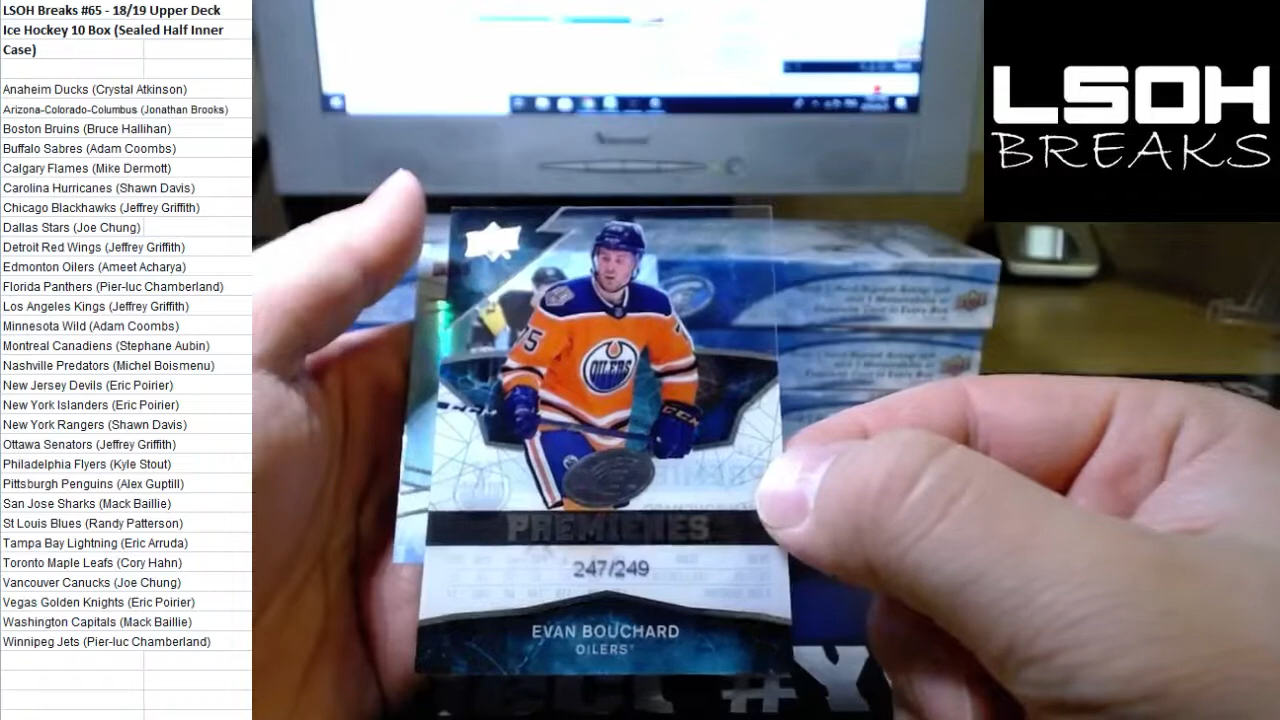 LSOH Breaks #65 - 18/19 Upper Deck
Ice Hockey 10 Box (Sealed Half Inner
Case)
Anaheim Ducks (Crystal Atkinson)
Arizona-Colorado-Columbus (Jonathan Brooks)
Boston Bruins (Bruce Hallihan)
Buffalo Sabres (Adam Coombs)
Calgary Flames (Mike Dermott)
Carolina Hurricanes (Shawn Davis)
Chicago Blackhawks (Jeffrey Griffith)
Dallas Stars (Joe Chung)
Detroit Red Wings (Jeffrey Griffith)
Edmonton Oilers (Ameet Acharya)
Florida Panthers (Pier-luc Chamberland)
Los Angeles Kings (Jeffrey Griffith)
Minnesota Wild (Adam Coombs)
Montreal Canadiens (Stephane Aubin)
Nashville Predators (Michel Boismenu)
New Jersey Devils (Eric Poirier)
New York Islanders (Eric Poirier)
New York Rangers (Shawn Davis)
Ottawa Senators (Jeffrey Griffith)
Philadelphia Flyers (Kyle Stout)
Pittsburgh Penguins (Alex Guptill)
San Jose Sharks (Mack Baillie)
St Louis Blues (Randy Patterson)
Tampa Bay Lightning (Eric Arruda)
Toronto Maple Leafs (Cory Hahn)
Vancouver Canucks (Joe Chung)
Vegas Golden Knights (Eric Poirier)
Washington Capitals (Mack Baillie)
Winnipeg Jets (Pier-luc Chamberland)
LSOH
BREAKS
75
OILERS
CCM
PREMIERES
247/249
EVAN BOUCHARD
OILERS